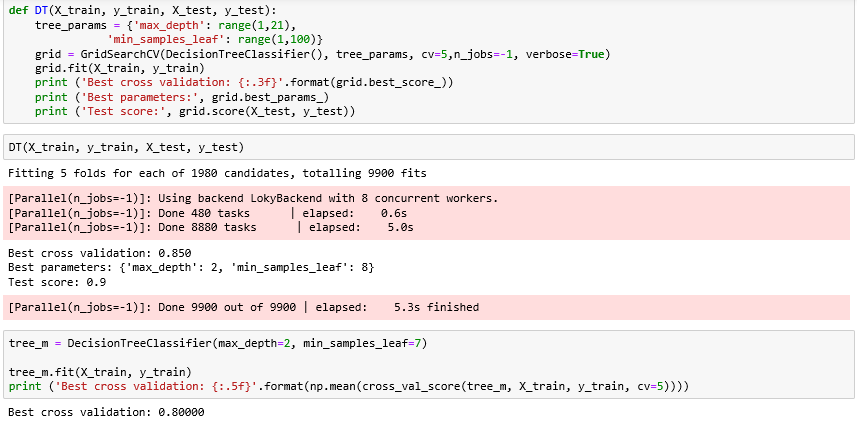 def DT(X_train, y_train, X_test, y_test):
    tree_params = {'max_depth': range(1,21),
               'min_samples_leaf': range(1,100)}
    grid = GridSearchCV(DecisionTreeClassifier(), tree_params, cv=5,n_jobs=-1, verbose=True)
    grid.fit(X_train, y_train)
    print ('Best cross validation: {:.3f}'.format(grid.best_score_))
    print ('Best parameters:', grid.best_params_)
    print ('Test score:', grid.score(X_test, y_test))
DT(X_train, y_train, X_test, y_test)
Fitting 5 folds for each of 1980 candidates, totalling 9900 fits
[Parallel(n_jobs=-1)]: Using backend LokyBackend with 8 concurrent workers.
[Parallel(n_jobs=-1)]: Done 480 tasks      | elapsed:    0.6s
[Parallel(n_jobs=-1)]: Done 8880 tasks      | elapsed:    5.0s
Best cross validation: 0.850
Best parameters: {'max_depth': 2, 'min_samples_leaf': 8}
Test score: 0.9
[Parallel(n_jobs=-1)]: Done 9900 out of 9900 | elapsed:    5.3s finished
tree_m = DecisionTreeClassifier(max_depth=2, min_samples_leaf=7)
tree_m.fit(X_train, y_train)
print ('Best cross validation: {:.5f}'.format(np.mean(cross_val_score(tree_m, X_train, y_train, cv=5))))
Best cross validation: 0.80000